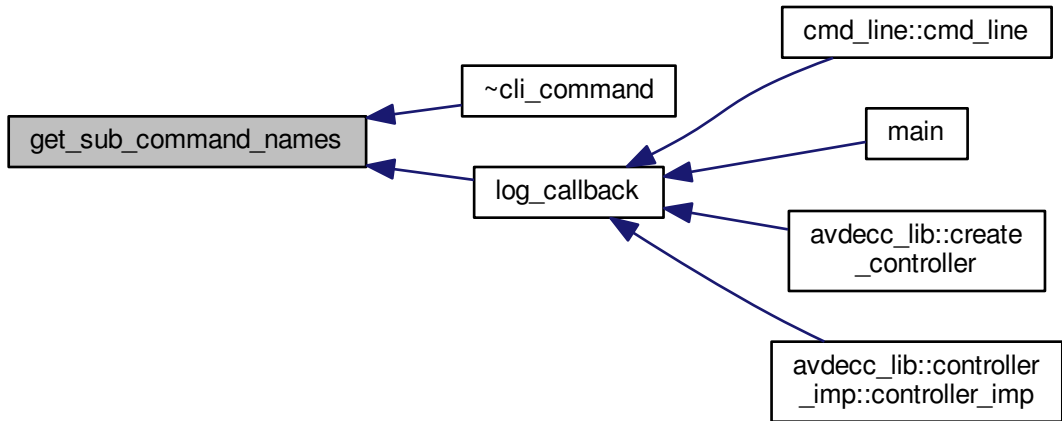 get_sub_command_names
~cli_command
log_callback
cmd_line::cmd_line
main
avdecc_lib::create
_controller
avdecc_lib::controller
_imp::controller_imp